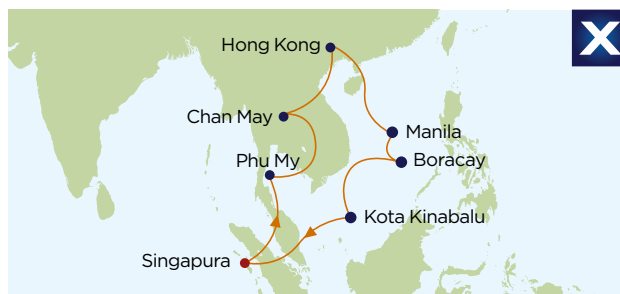 Hong Kong
X
Chan May
Manila
Phu My
Boracay
Kota Kinabalu
Singapura